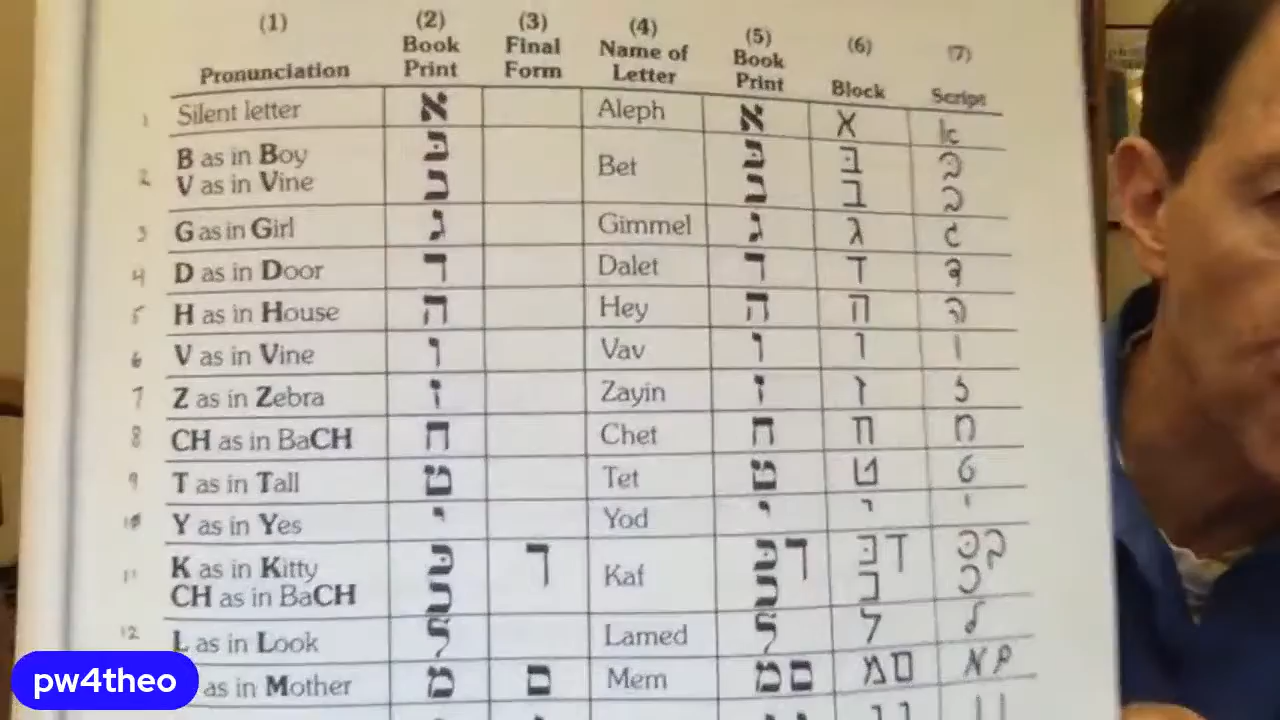 (1) (2) (3) (4) (5) (6) (7)
Pronunciation Book Print Final Form Name of Letter Book Print Block Script
1 Silent letter א Aleph א א א
2 B as in Boy בּ Bet בּ בּ בּ
V as in Vine ב ב ב ב
3 G as in Girl ג Gimmel ג ג ג
4 D as in Door ד Dalet ד ד ד
5 H as in House ה Hey ה ה ה
6 V as in Vine ו Vav ו ו ו
7 Z as in Zebra ז Zayin ז ז ז
8 CH as in BaCH ח Chet ח ח ח
9 T as in Tall ט Tet ט ט ט
10 Y as in Yes י Yod י י י
11 K as in Kitty כּ ך Kaf כּ ך כּ ך כּ ך
CH as in BaCH כ כ כ כ
12 L as in Look ל Lamed ל ל ל
as in Mother מ ם Mem מ ם מ ם מ ם
pw4theo